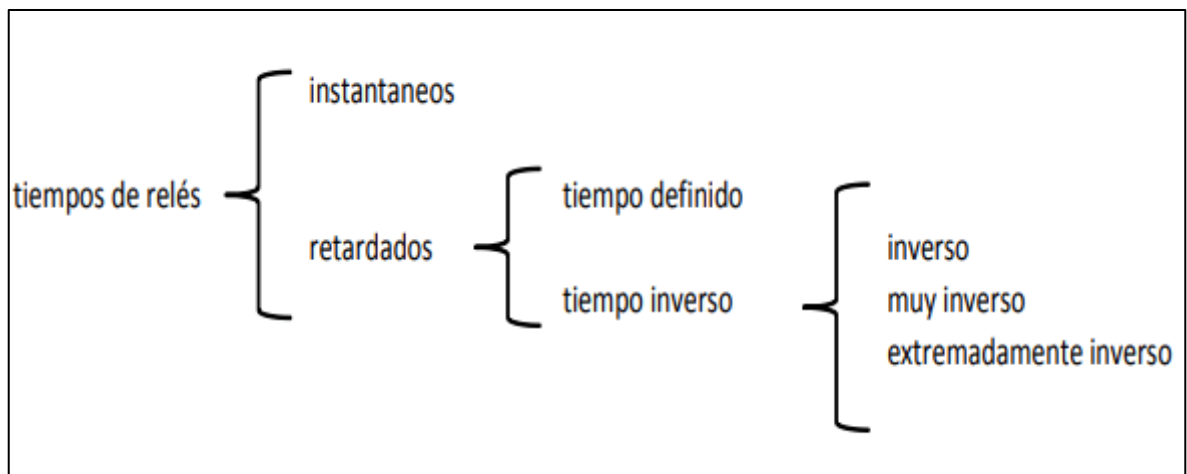 instantaneos
tiempos de relés
tiempo definido
retardados
inverso
tiempo inverso
muy inverso
extremadamente inverso